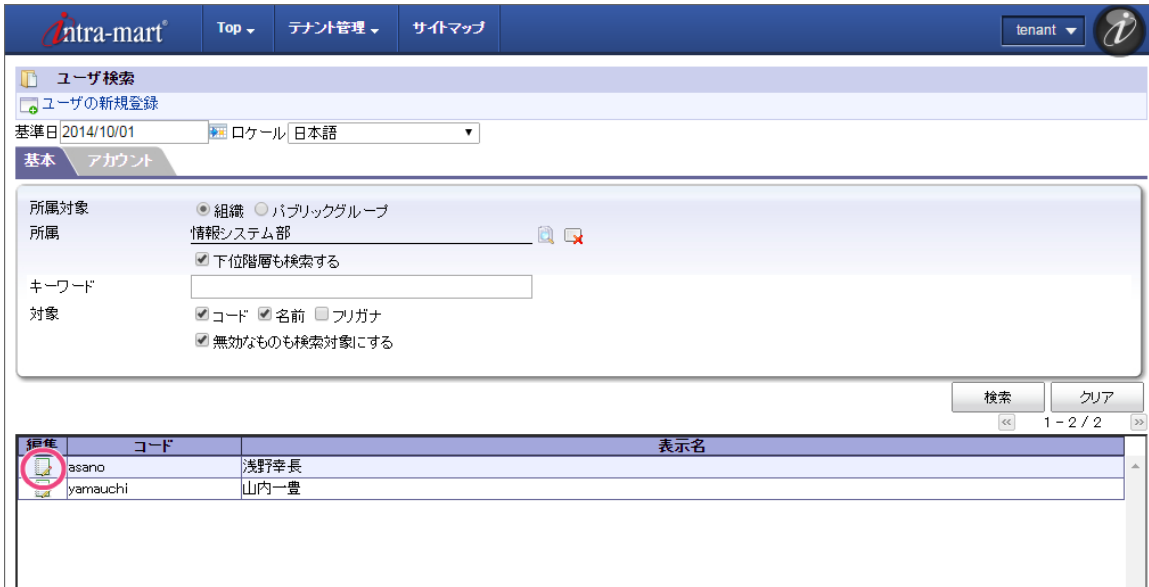 intra-mart® Top テナント管理 サイトマップ tenant
ユーザ検索
ユーザの新規登録
基準日 2014/10/01 ロケール 日本語
基本 アカウント
所属対象 組織 パブリックグループ
所属 情報システム部
下位階層も検索する
キーワード
対象 コード 名前 フリガナ
無効なものも検索対象にする
検索 クリア
<< 1 - 2 / 2 >>
編集 コード 表示名
asano 浅野幸長
yamauchi 山内一豊